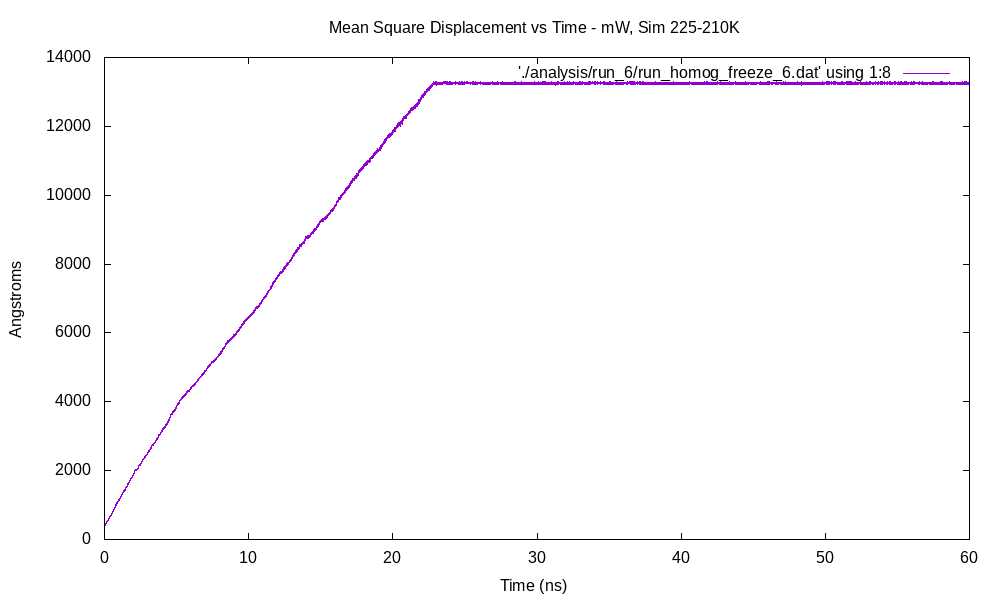 Mean Square Displacement vs Time - mW, Sim 225-210K
'./analysis/run_6/run_homog_freeze_6.dat' using 1:8
14000
12000
10000
8000
6000
4000
2000
0
Angstroms
0 10 20 30 40 50 60
Time (ns)